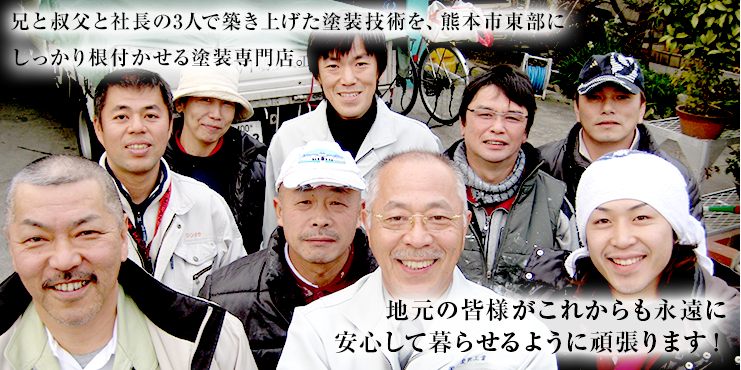 兄と叔父と社長の3人で築き上げた塗装技術を、熊本市東部に
しっかり根付かせる塗装専門店。
地元の皆様がこれからも永遠に
安心して暮らせるように頑張ります！